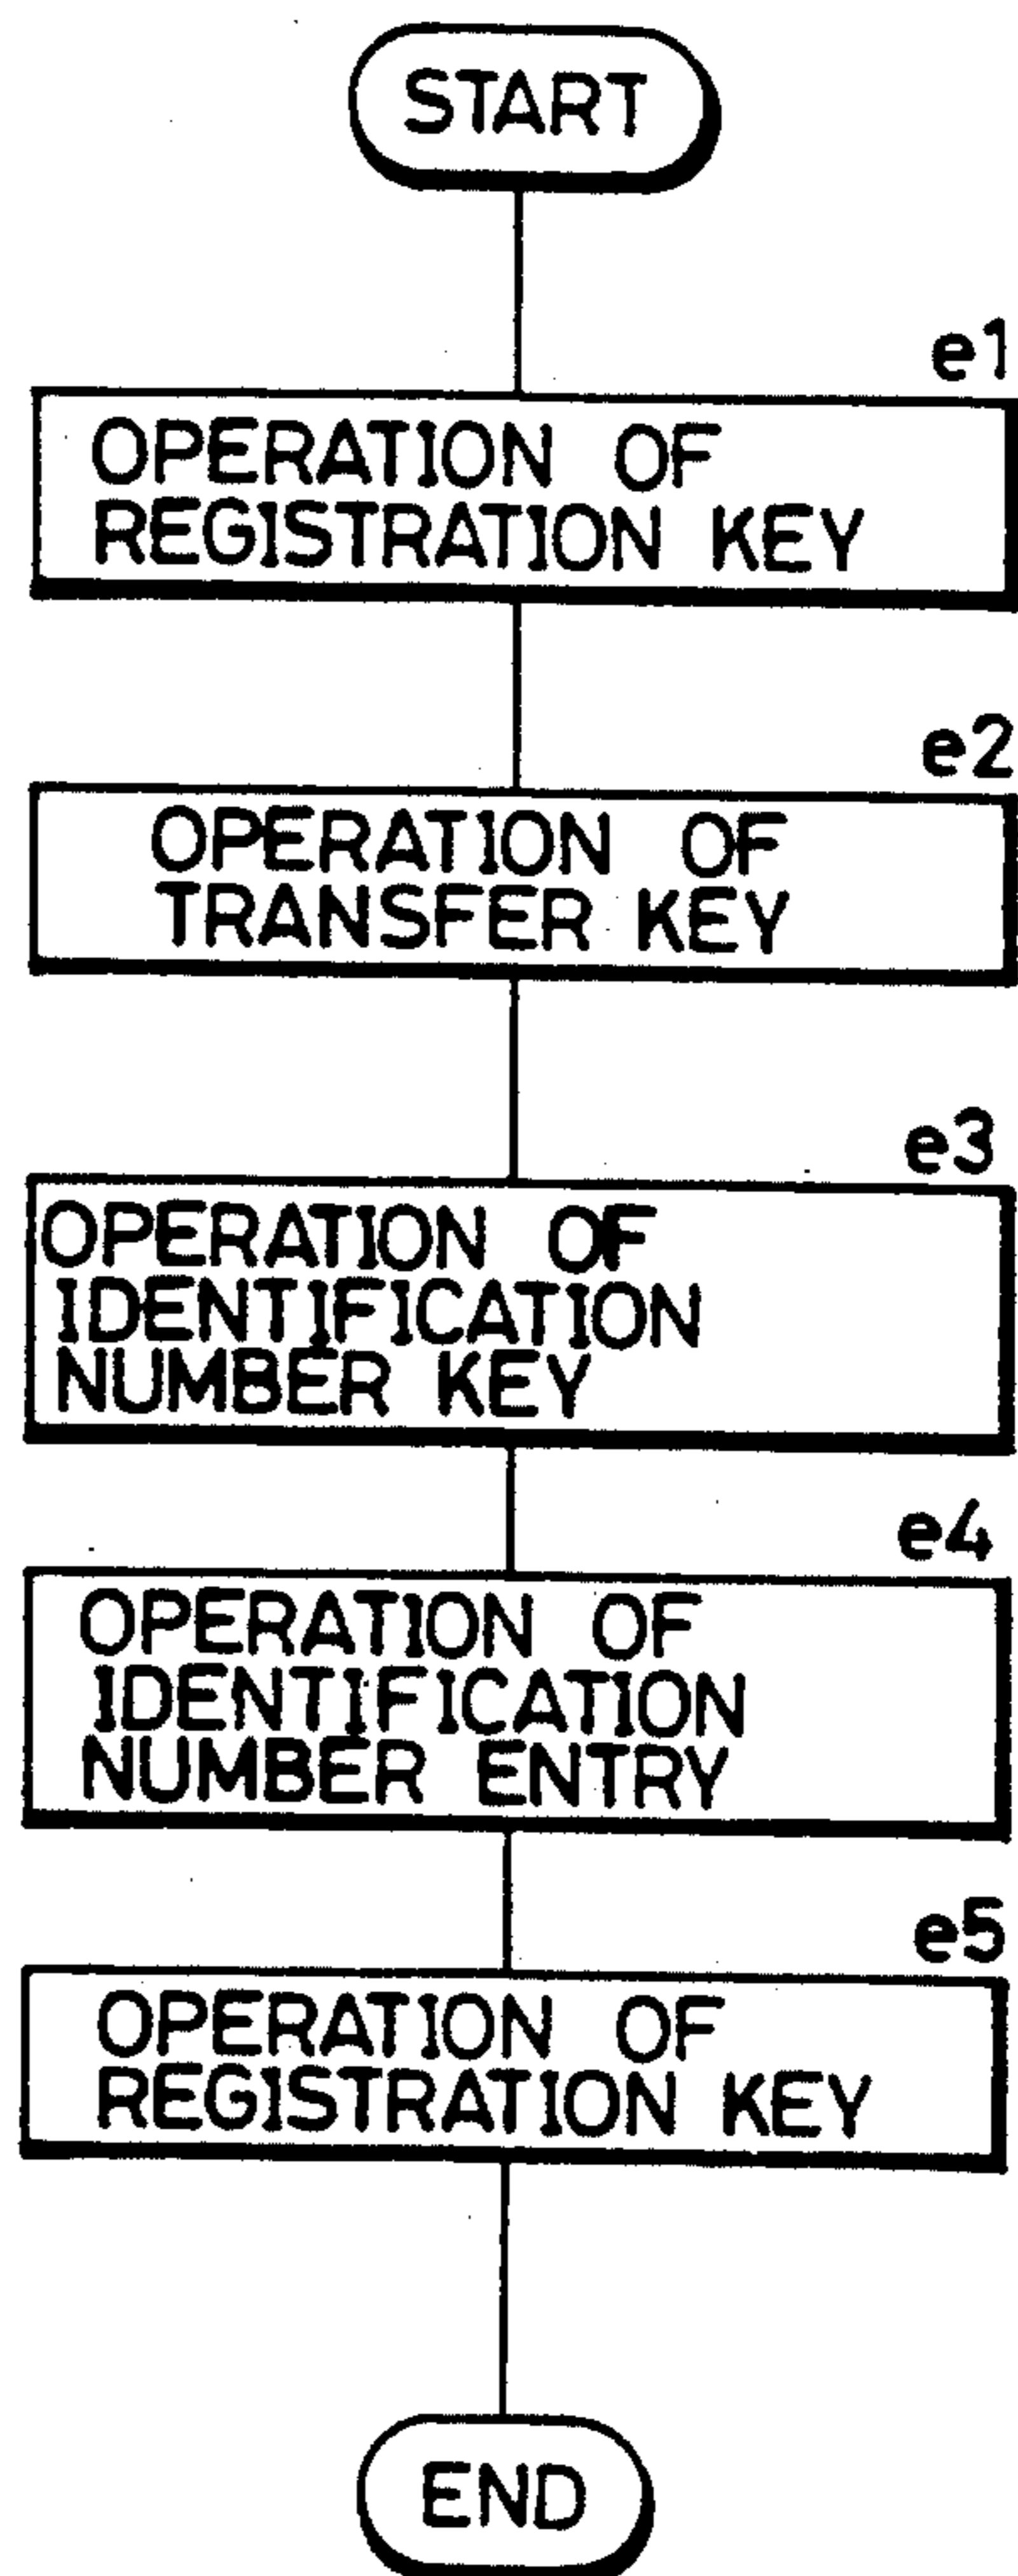 START
e1
OPERATION OF
REGISTRATION KEY
e2
OPERATION OF
TRANSFER KEY
e3
OPERATION OF
IDENTIFICATION
NUMBER KEY
e4
OPERATION OF
IDENTIFICATION
NUMBER ENTRY
e5
OPERATION OF
REGISTRATION KEY
END